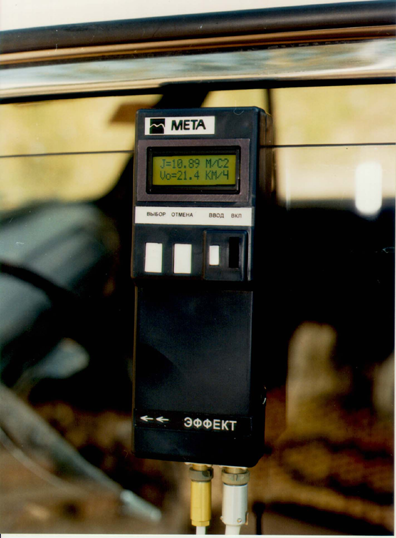 МЕТА
J=10.89 М/С2
Vo=21.4 КМ/Ч
ВЫБОР ОТМЕНА ВВОД ВКЛ
←← ЭФФЕКТ